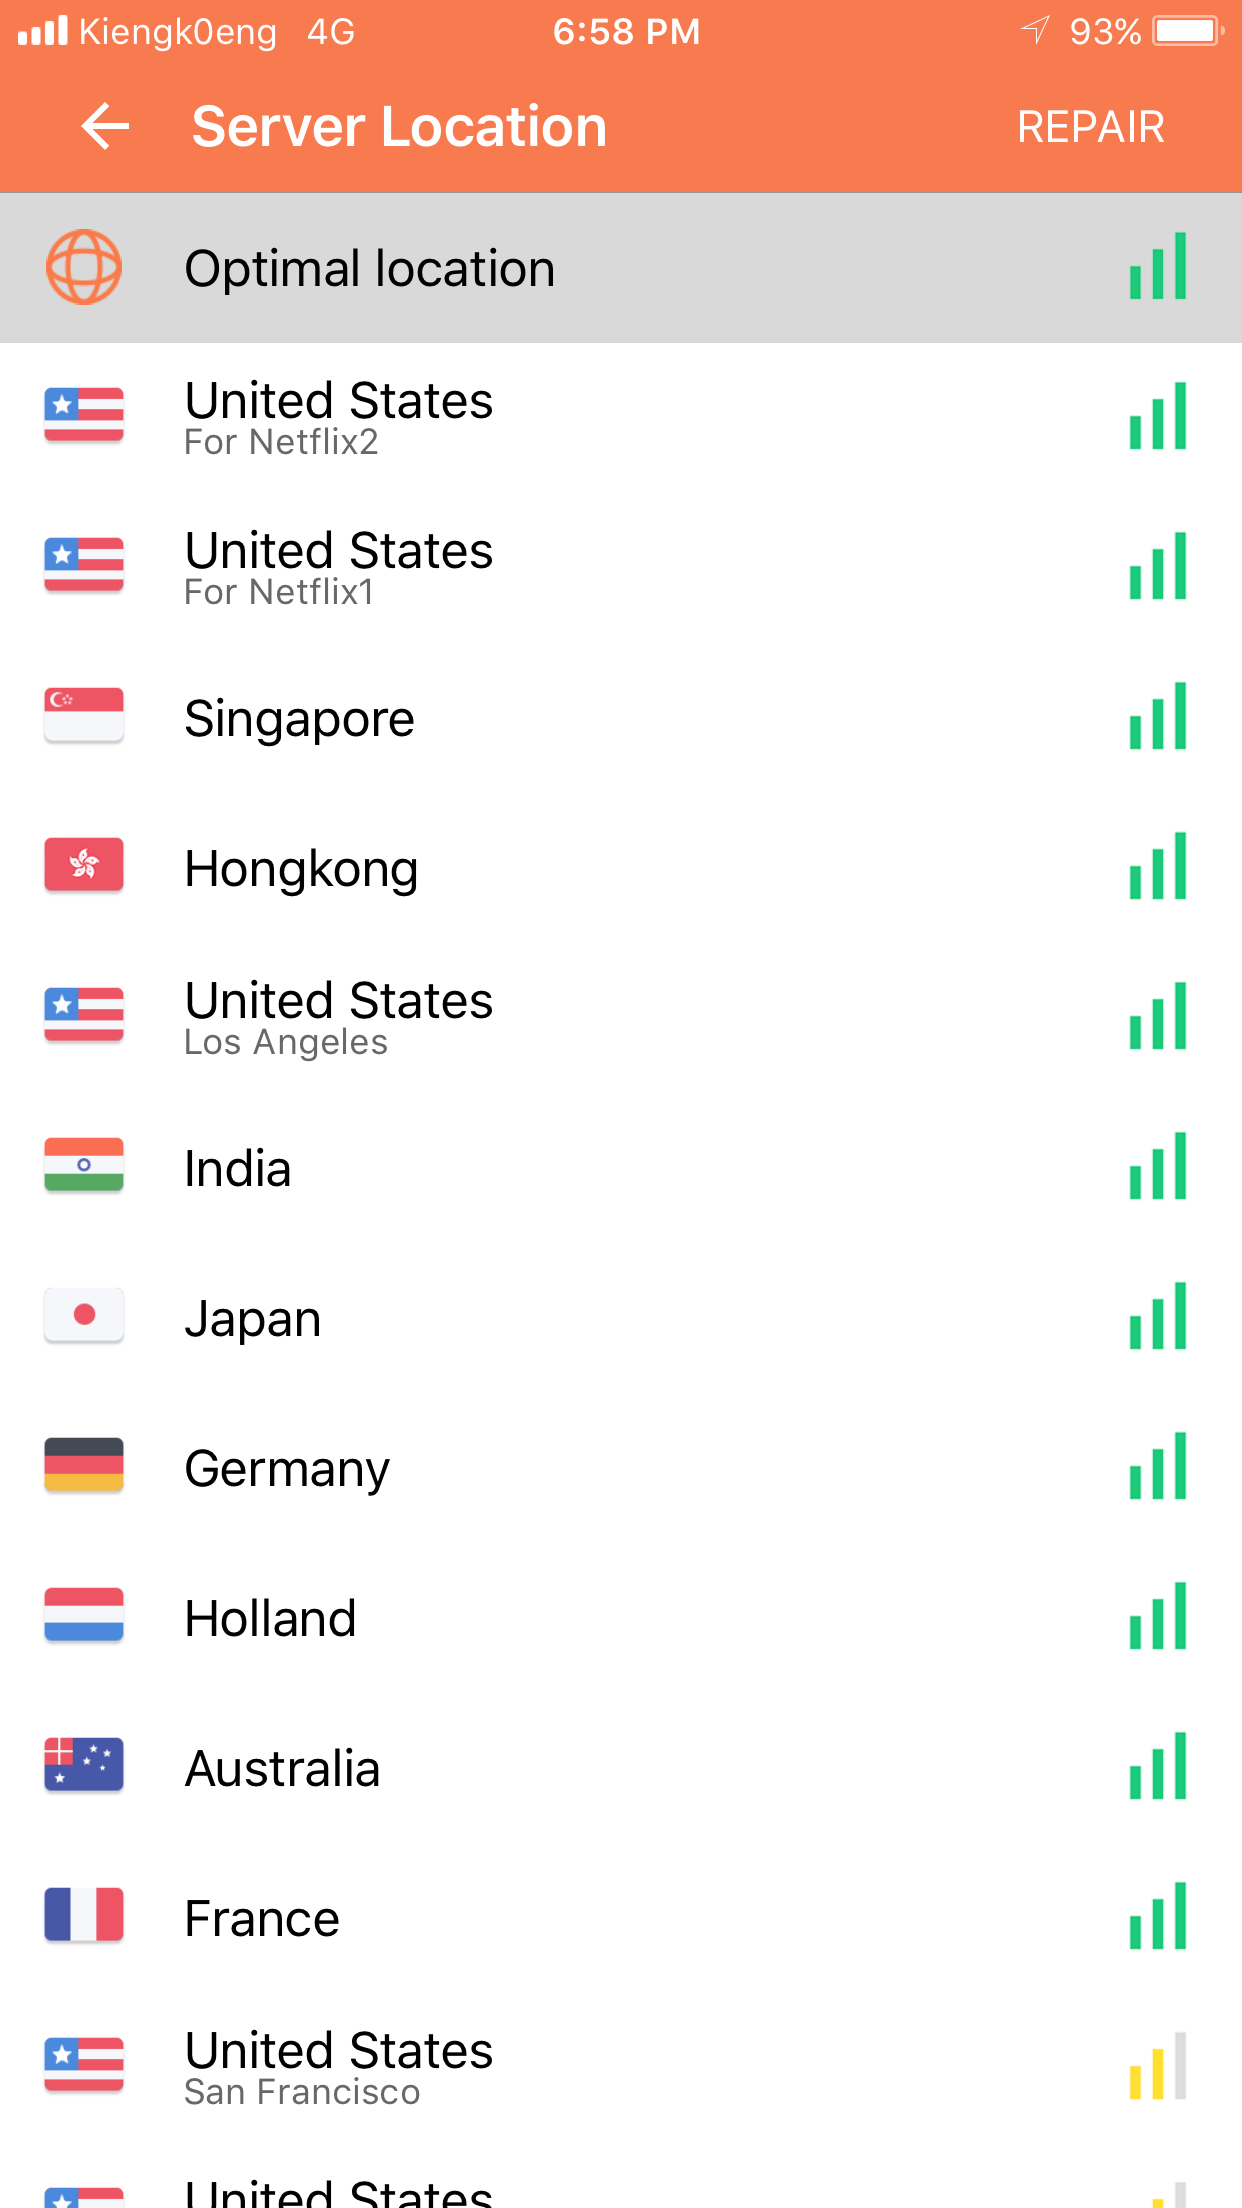 Kiengk0eng 4G 6:58 PM 93%
Server Location REPAIR
Optimal location
United States
For Netflix2
United States
For Netflix1
Singapore
Hongkong
United States
Los Angeles
India
Japan
Germany
Holland
Australia
France
United States
San Francisco
United States